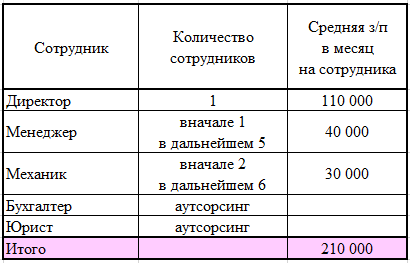 Сотрудник
Количество
сотрудников
Средняя з/п
в месяц
на сотрудника
Директор 1 110 000
Менеджер
вначале 1
в дальнейшем 5
40 000
Механик
вначале 2
в дальнейшем 6
30 000
Бухгалтер аутсорсинг
Юрист аутсорсинг
Итого 210 000